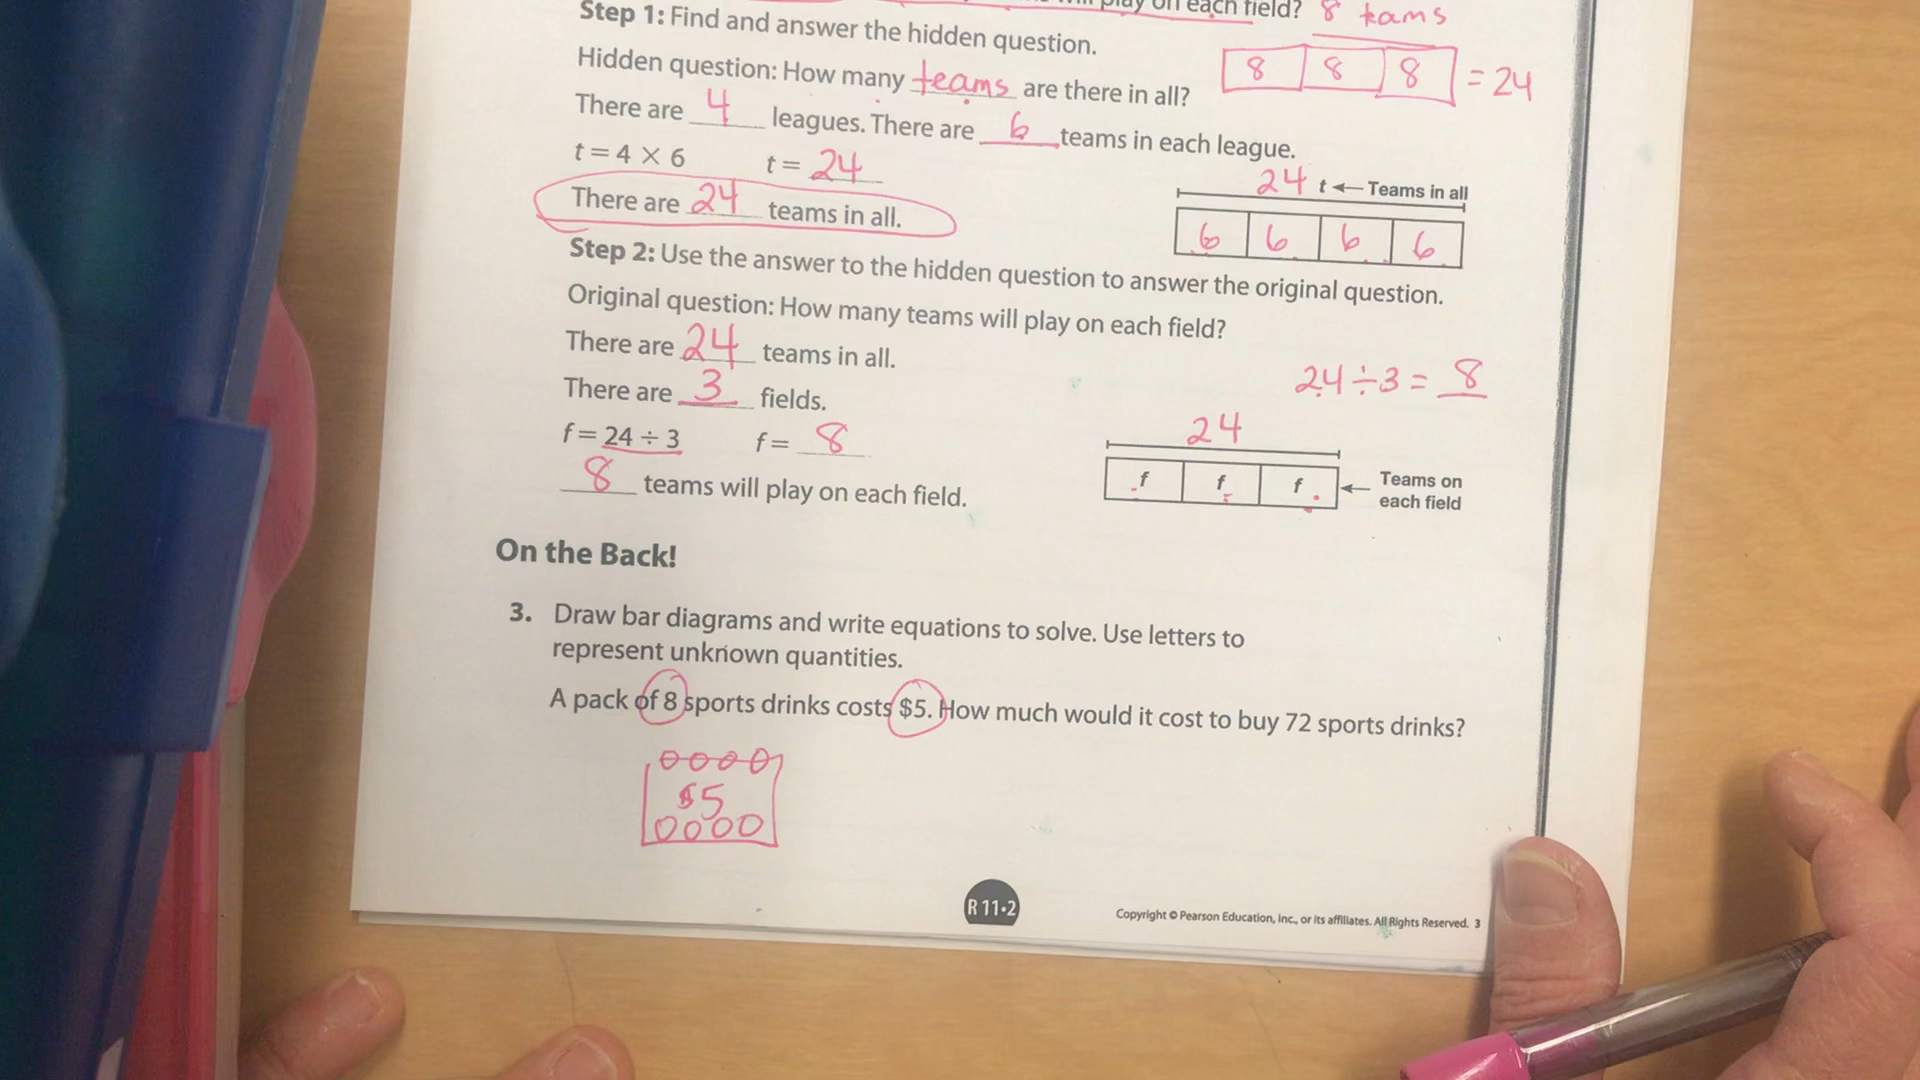 play on each field? 8 teams
Step 1: Find and answer the hidden question.
8 8 8 = 24
Hidden question: How many teams are there in all?
There are 4 leagues. There are 6 teams in each league.
t = 4 × 6 t = 24
24 t ← Teams in all
There are 24 teams in all.
6 6 6 6
Step 2: Use the answer to the hidden question to answer the original question.
Original question: How many teams will play on each field?
There are 24 teams in all.
24 ÷ 3 = 8
There are 3 fields.
24
f = 24 ÷ 3 f = 8
f f f ← Teams on
each field
8 teams will play on each field.
On the Back!
3. Draw bar diagrams and write equations to solve. Use letters to
represent unknown quantities.
A pack of 8 sports drinks costs $5. How much would it cost to buy 72 sports drinks?
$5
R 11•2
Copyright © Pearson Education, Inc., or its affiliates. All Rights Reserved. 3